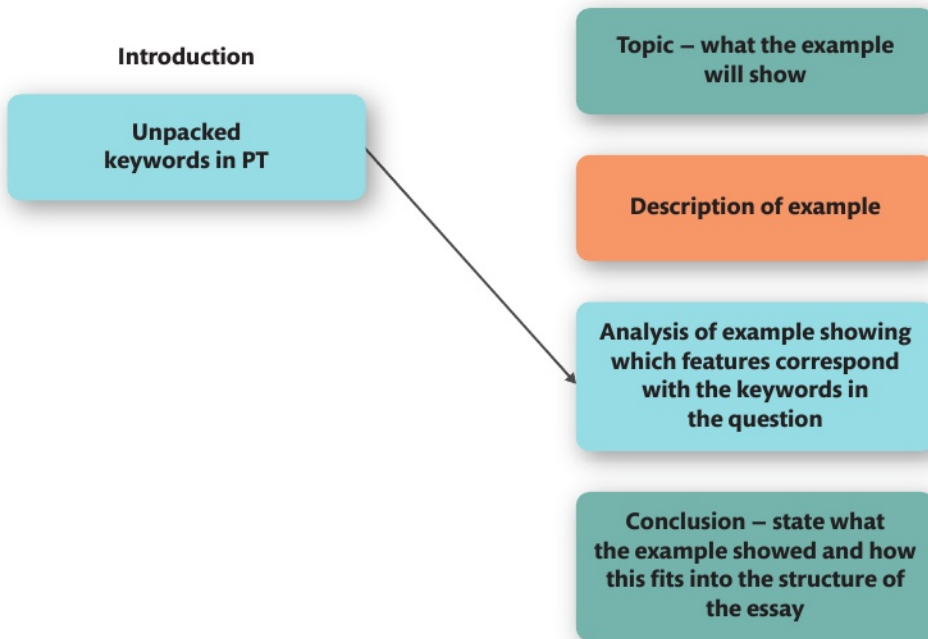 Introduction
Unpacked
keywords in PT
Topic – what the example
will show
Description of example
Analysis of example showing
which features correspond
with the keywords in
the question
Conclusion – state what
the example showed and how
this fits into the structure of
the essay